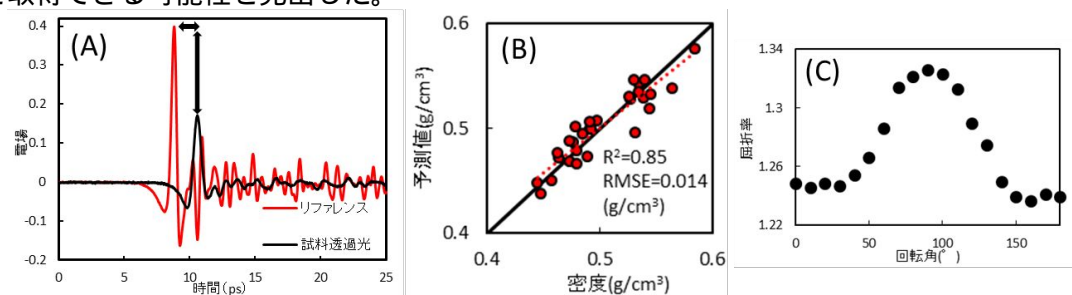 取得できる可能性を見出した。
(A)
電場
0.4
0.3
0.2
0.1
0
-0.1
-0.2
0
5
10
15
20
25
時間(ps)
リファレンス
試料透過光
(B)
予測値(g/cm³)
0.6
0.5
0.4
0.4
0.5
0.6
密度(g/cm³)
R²=0.85
RMSE=0.014
(g/cm³)
(C)
屈折率
1.34
1.3
1.26
1.22
0
50
100
150
回転角(°)